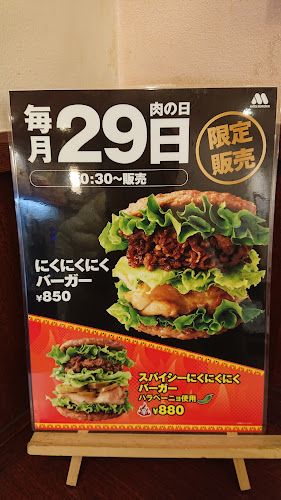 毎月29日
肉の日
限定
販売
10:30〜販売
にくにくにく
バーガー
¥850
スパイシーにくにくにく
バーガー
ハラペーニョ使用
¥880